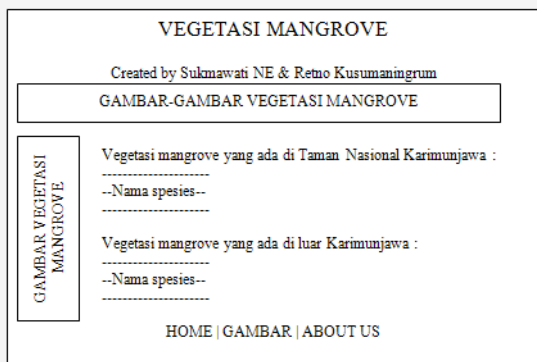 VEGETASI MANGROVE
Created by Sukmawati NE & Retno Kusumaningrum
GAMBAR-GAMBAR VEGETASI MANGROVE
GAMBAR VEGETASI
MANGROVE
Vegetasi mangrove yang ada di Taman Nasional Karimunjawa :
----------------------
--Nama spesies--
----------------------
Vegetasi mangrove yang ada di luar Karimunjawa :
----------------------
--Nama spesies--
----------------------
HOME | GAMBAR | ABOUT US